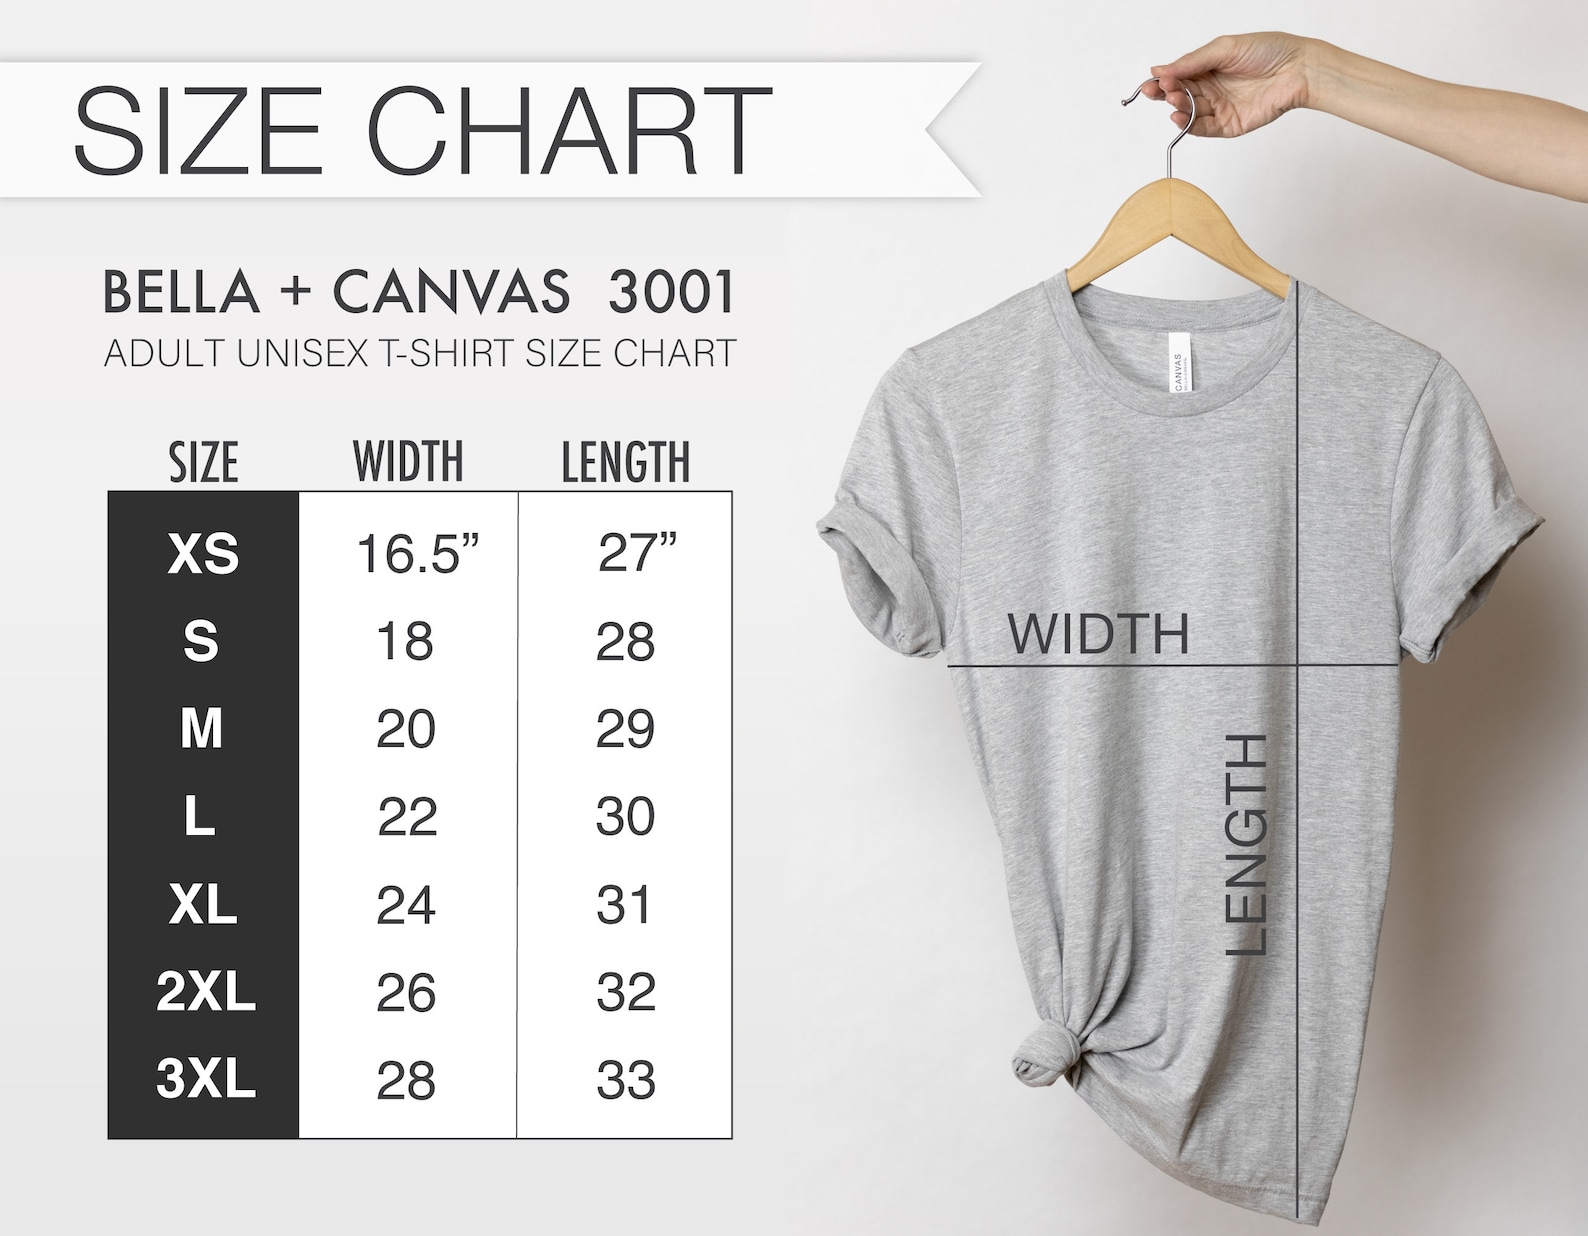 SIZE CHART
BELLA + CANVAS 3001
ADULT UNISEX T-SHIRT SIZE CHART
SIZE WIDTH LENGTH
XS 16.5” 27”
S 18 28
M 20 29
L 22 30
XL 24 31
2XL 26 32
3XL 28 33
CANVAS
WIDTH
LENGTH